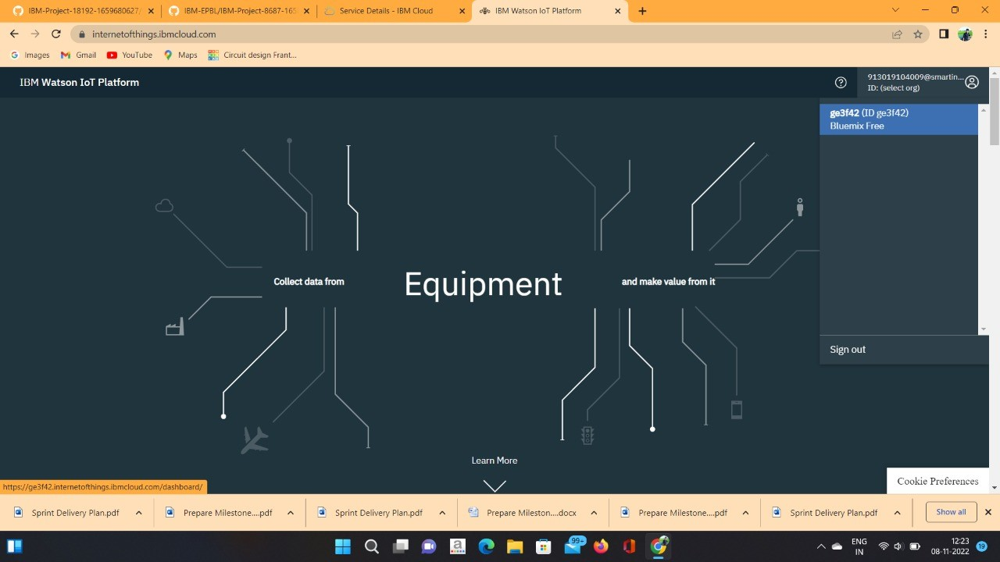 IBM-Project-18192-1659680627/
IBM-EPBL/IBM-Project-8687-165
Service Details - IBM Cloud
IBM Watson IoT Platform
internetofthings.ibmcloud.com
Images
Gmail
YouTube
Maps
Circuit design Frant...
IBM Watson IoT Platform
913019104009@smartin...
ID: (select org)
ge3f42 (ID ge3f42)
Bluemix Free
Sign out
Collect data from
Equipment
and make value from it
Learn More
Cookie Preferences
https://ge3f42.internetofthings.ibmcloud.com/dashboard/
Sprint Delivery Plan.pdf
Prepare Milestone....pdf
Sprint Delivery Plan.pdf
Prepare Mileston....docx
Prepare Milestone....pdf
Sprint Delivery Plan.pdf
Show all
99+
ENG
IN
12:23
08-11-2022
19